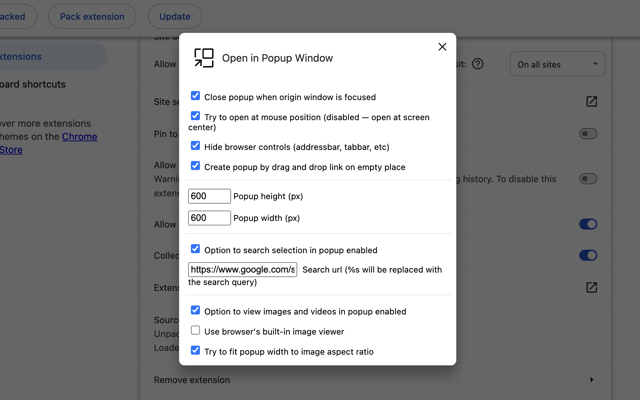 acked
Pack extension
Update
Open in Popup Window
xtensions
oard shortcuts
over more extensions
hemes on the Chrome
Store
Allow
sit:
On all sites
Site se
Pin to
Allow
Warnin
g history. To disable this
extens
Allow
Collec
Extens
Sourc
Unpac
Loade
Remove extension
Close popup when origin window is focused
Try to open at mouse position (disabled — open at screen
center)
Hide browser controls (addressbar, tabbar, etc)
Create popup by drag and drop link on empty place
600 Popup height (px)
600 Popup width (px)
Option to search selection in popup enabled
https://www.google.com/s Search url (%s will be replaced with
the search query)
Option to view images and videos in popup enabled
Use browser's built-in image viewer
Try to fit popup width to image aspect ratio